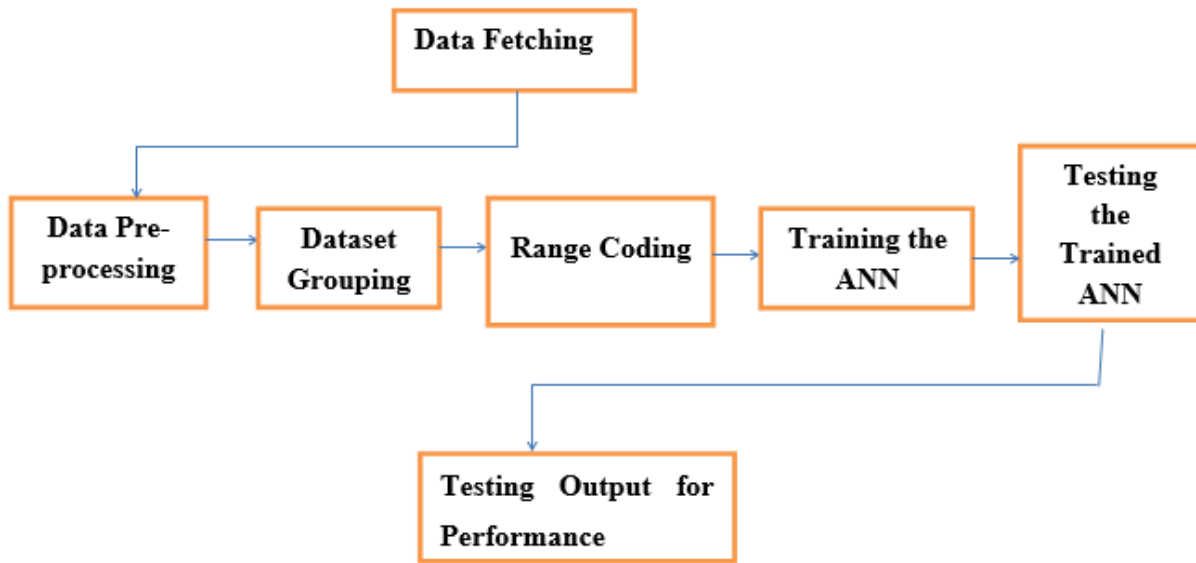 Data Fetching
Data Pre-
processing
Dataset
Grouping
Range Coding
Training the
ANN
Testing
the
Trained
ANN
Testing Output for
Performance